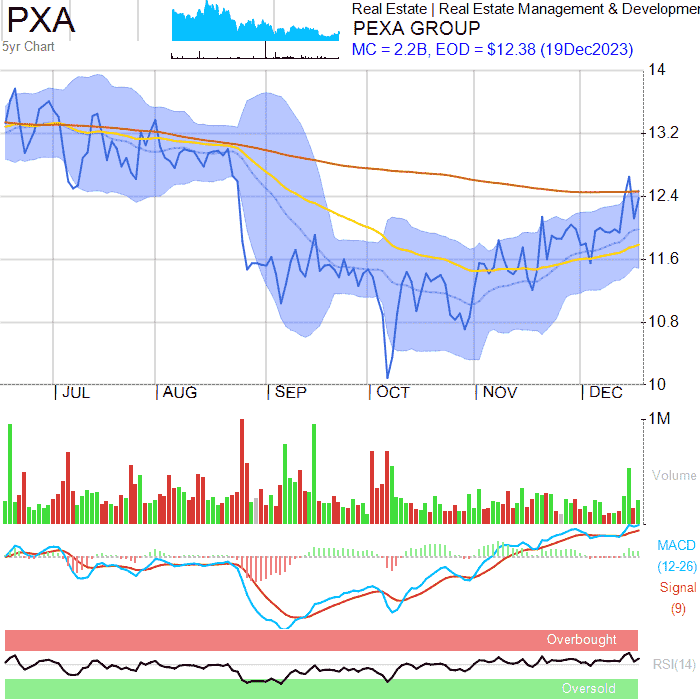 PXA
5yr Chart
Real Estate | Real Estate Management & Developmen
PEXA GROUP
MC = 2.2B, EOD = $12.38 (19Dec2023)
14
13.2
12.4
11.6
10.8
10
JUL AUG SEP OCT NOV DEC
1M
Volume
MACD
(12-26)
Signal
(9)
Overbought
RSI(14)
Oversold